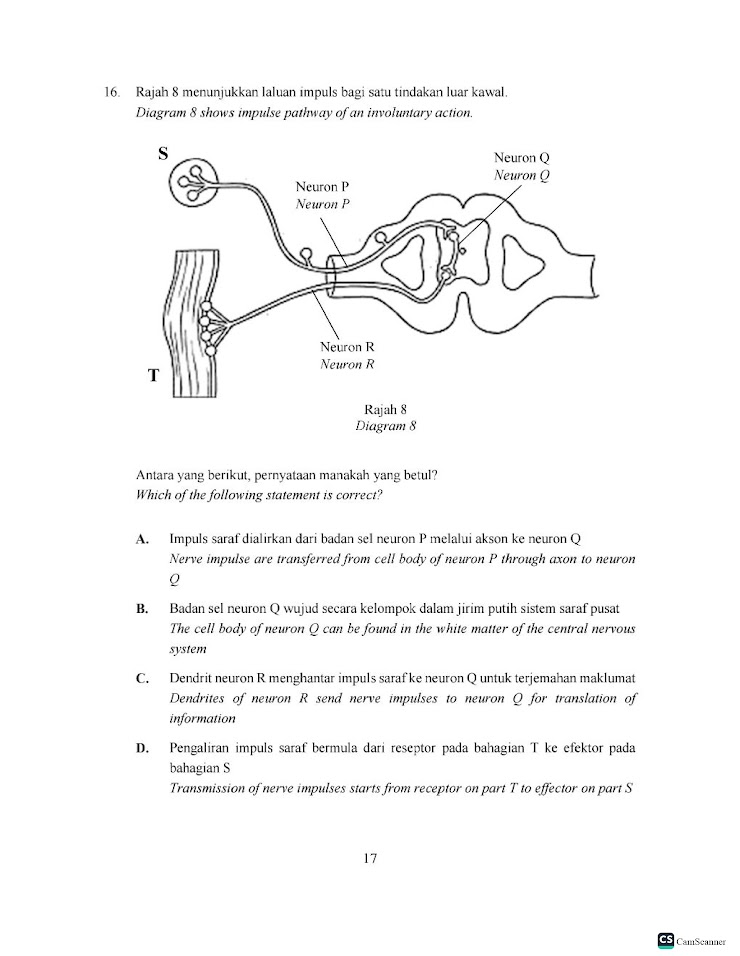 16. Rajah 8 menunjukkan laluan impuls bagi satu tindakan luar kawal.
Diagram 8 shows impulse pathway of an involuntary action.
S
Neuron P
Neuron P
Neuron Q
Neuron Q
Neuron R
Neuron R
T
Rajah 8
Diagram 8
Antara yang berikut, pernyataan manakah yang betul?
Which of the following statement is correct?
A. Impuls saraf dialirkan dari badan sel neuron P melalui akson ke neuron Q
Nerve impulse are transferred from cell body of neuron P through axon to neuron
Q
B. Badan sel neuron Q wujud secara kelompok dalam jirim putih sistem saraf pusat
The cell body of neuron Q can be found in the white matter of the central nervous
system
C. Dendrit neuron R menghantar impuls saraf ke neuron Q untuk terjemahan maklumat
Dendrites of neuron R send nerve impulses to neuron Q for translation of
information
D. Pengaliran impuls saraf bermula dari reseptor pada bahagian T ke efektor pada
bahagian S
Transmission of nerve impulses starts from receptor on part T to effector on part S
17
CS CamScanner